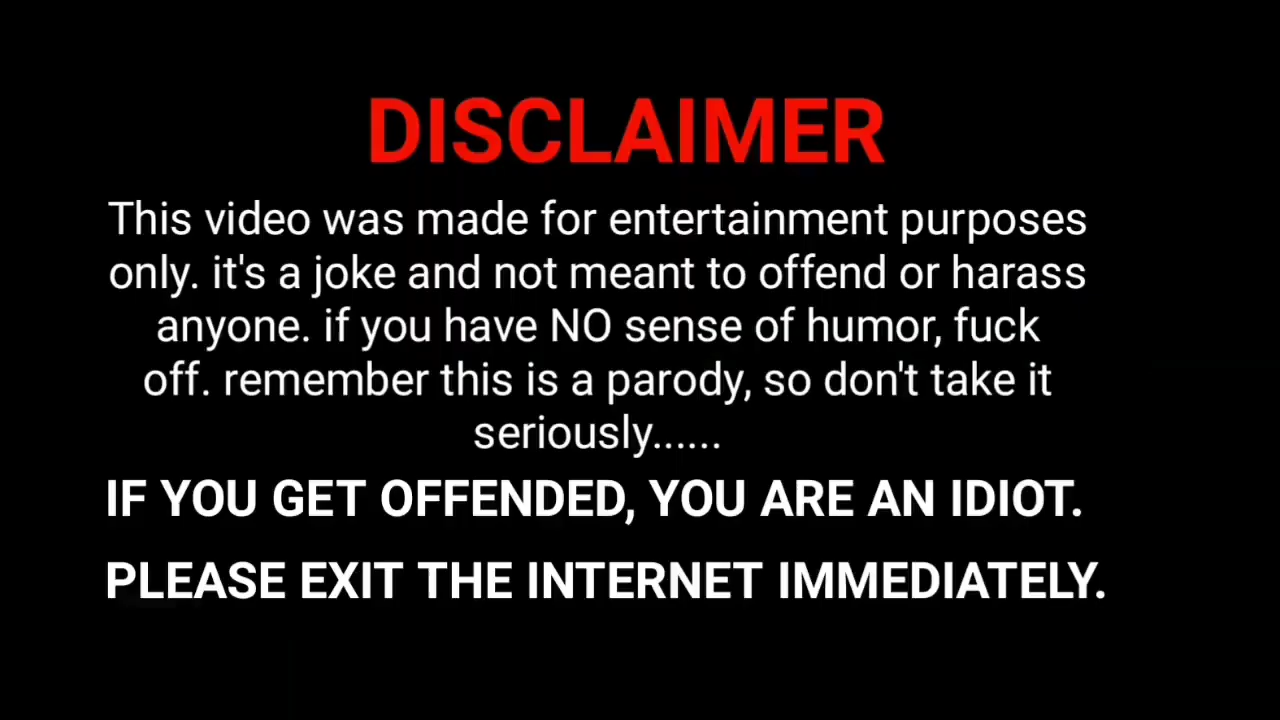 DISCLAIMER
This video was made for entertainment purposes
only. it's a joke and not meant to offend or harass
anyone. if you have NO sense of humor, fuck
off. remember this is a parody, so don't take it
seriously......
IF YOU GET OFFENDED, YOU ARE AN IDIOT.
PLEASE EXIT THE INTERNET IMMEDIATELY.